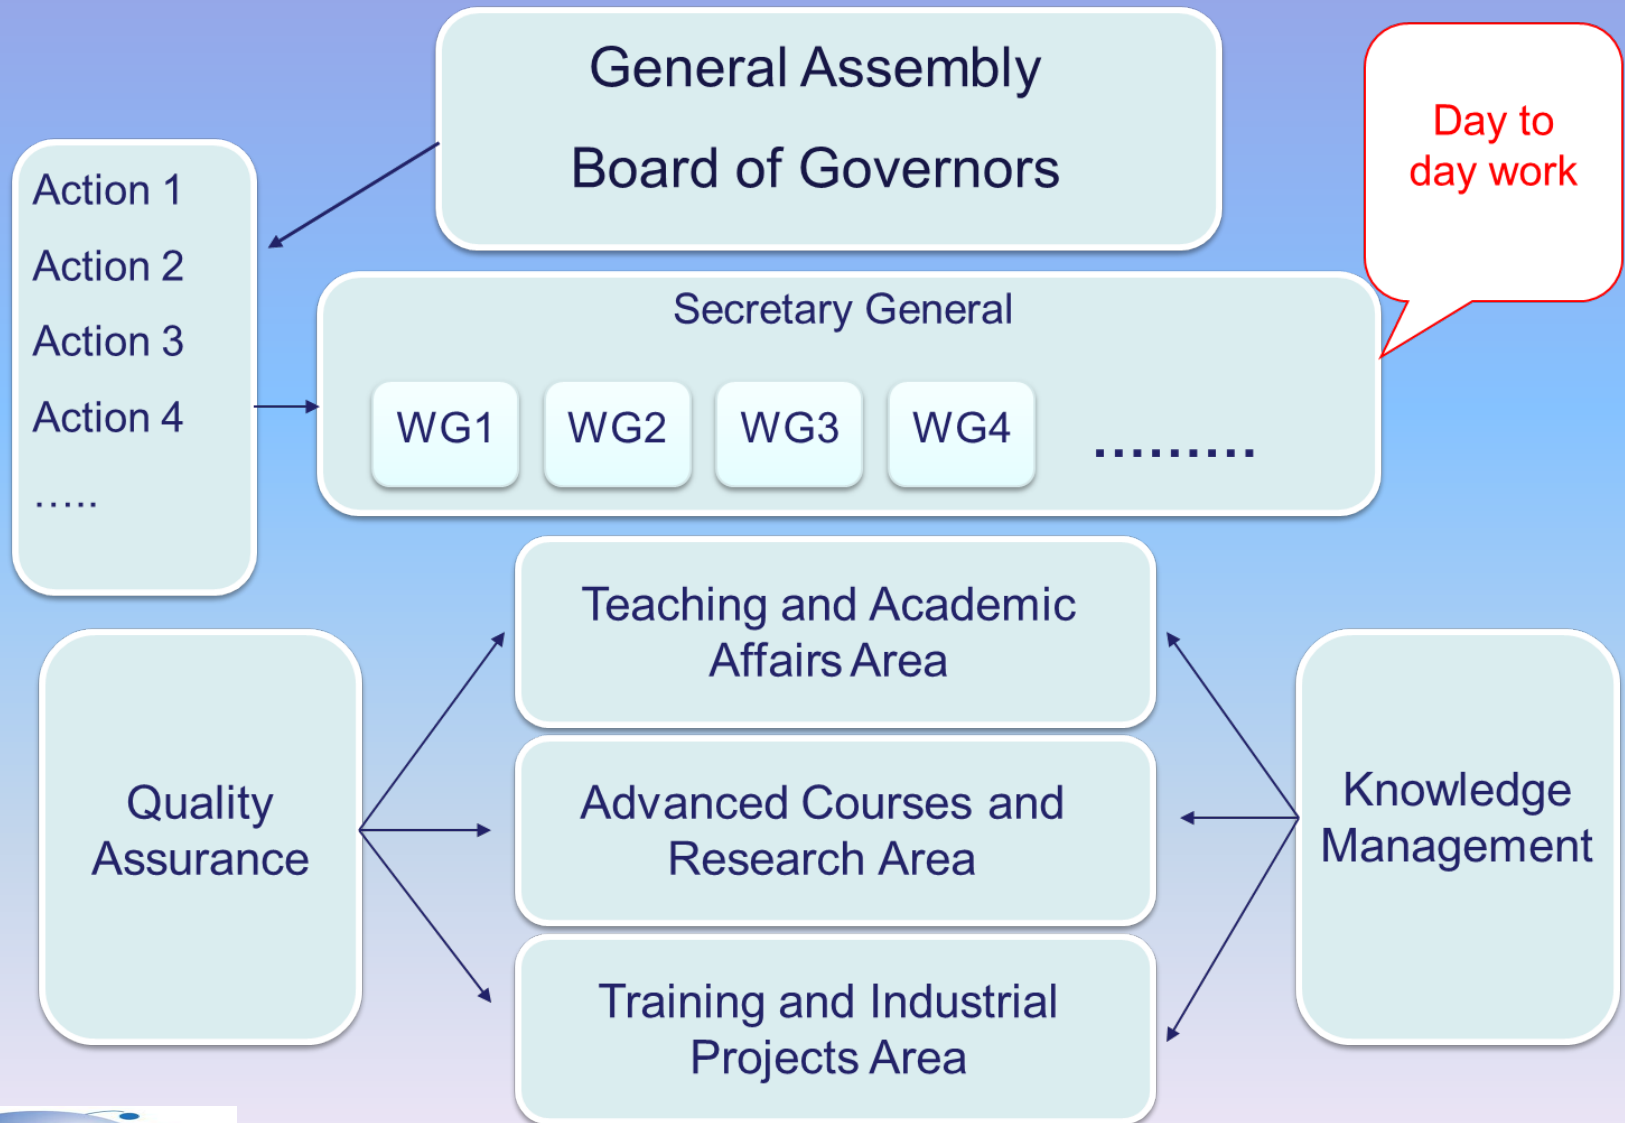 General Assembly
Board of Governors
Day to
day work
Action 1
Action 2
Action 3
Action 4
…..
Secretary General
WG1
WG2
WG3
WG4
.........
Teaching and Academic
Affairs Area
Quality
Assurance
Advanced Courses and
Research Area
Knowledge
Management
Training and Industrial
Projects Area